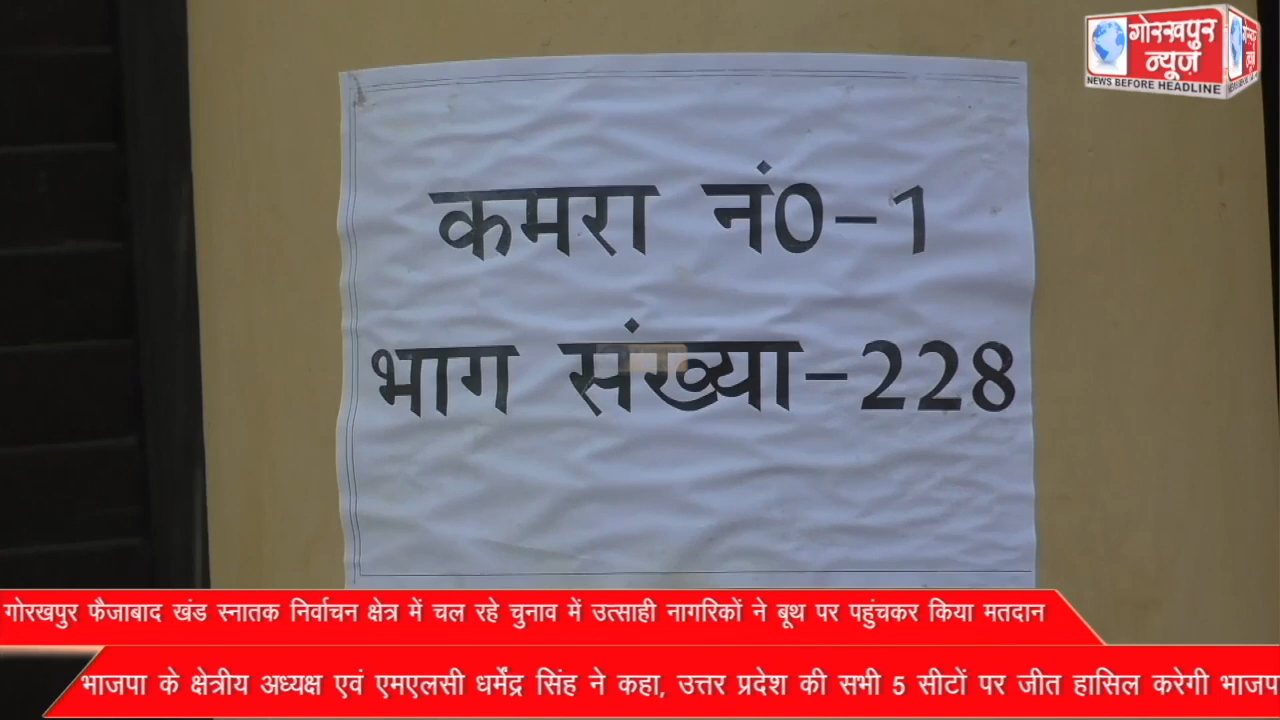 गोरखपुर
न्यूज़
NEWS BEFORE HEADLINE
कमरा नं0-1
भाग संख्या-228
गोरखपुर फैजाबाद खंड स्नातक निर्वाचन क्षेत्र में चल रहे चुनाव में उत्साही नागरिकों ने बूथ पर पहुंचकर किया मतदान
भाजपा के क्षेत्रीय अध्यक्ष एवं एमएलसी धर्मेंद्र सिंह ने कहा, उत्तर प्रदेश की सभी 5 सीटों पर जीत हासिल करेगी भाजप